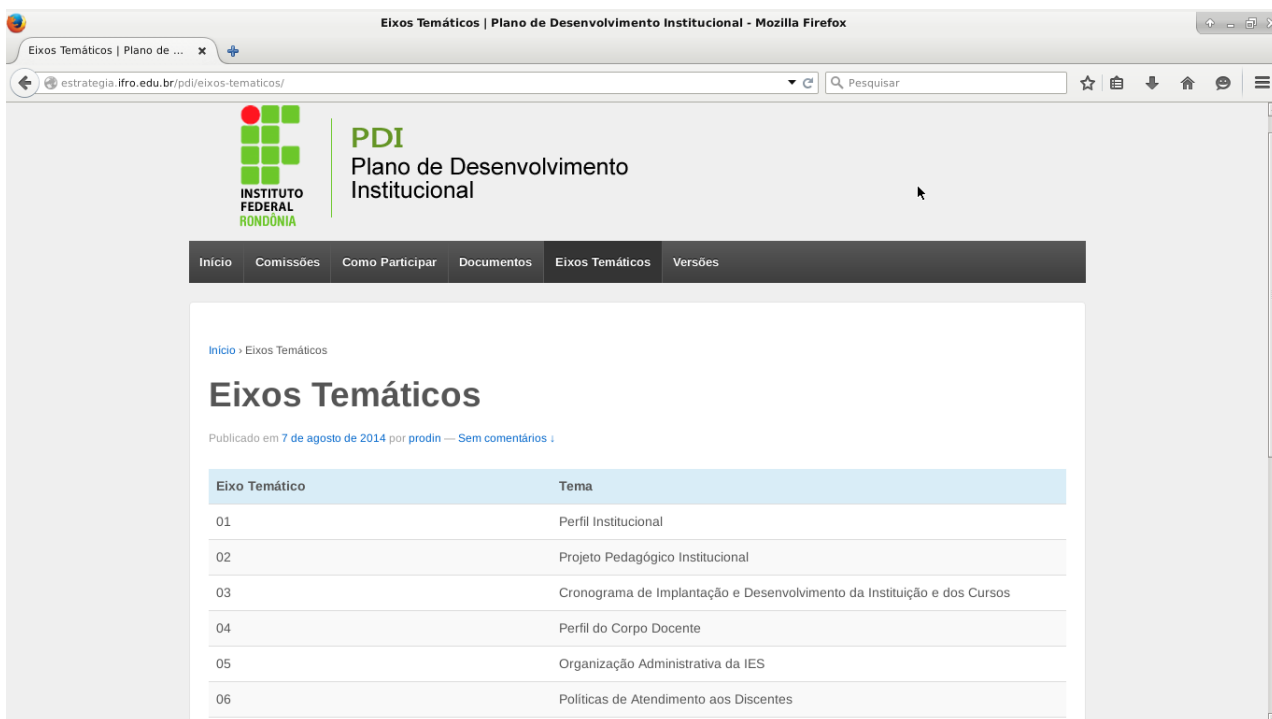 Eixos Temáticos | Plano de Desenvolvimento Institucional - Mozilla Firefox
Eixos Temáticos | Plano de ...
estrategia.ifro.edu.br/pdi/eixos-tematicos/
Pesquisar
INSTITUTO
FEDERAL
RONDÔNIA
PDI
Plano de Desenvolvimento
Institucional
Início Comissões Como Participar Documentos Eixos Temáticos Versões
Início › Eixos Temáticos
Eixos Temáticos
Publicado em 7 de agosto de 2014 por prodin — Sem comentários ↓
Eixo Temático Tema
01 Perfil Institucional
02 Projeto Pedagógico Institucional
03 Cronograma de Implantação e Desenvolvimento da Instituição e dos Cursos
04 Perfil do Corpo Docente
05 Organização Administrativa da IES
06 Políticas de Atendimento aos Discentes